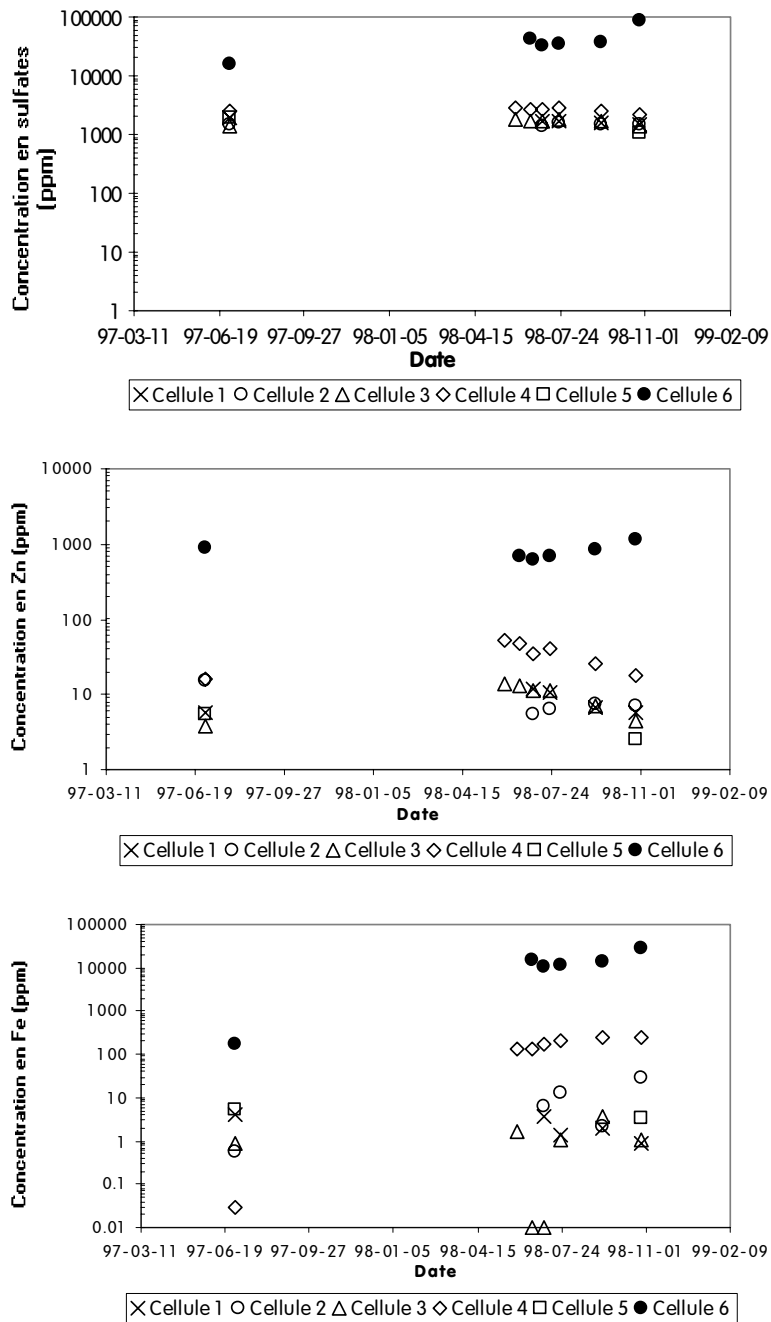 Concentration en sulfates
(ppm)
100000
10000
1000
100
10
1
97-03-11 97-06-19 97-09-27 98-01-05 98-04-15 98-07-24 98-11-01 99-02-09
Date
Cellule 1 Cellule 2 Cellule 3 Cellule 4 Cellule 5 Cellule 6
Concentration en Zn (ppm)
10000
1000
100
10
1
97-03-11 97-06-19 97-09-27 98-01-05 98-04-15 98-07-24 98-11-01 99-02-09
Date
Cellule 1 Cellule 2 Cellule 3 Cellule 4 Cellule 5 Cellule 6
Concentration en Fe (ppm)
100000
10000
1000
100
10
1
0.1
0.01
97-03-11 97-06-19 97-09-27 98-01-05 98-04-15 98-07-24 98-11-01 99-02-09
Date
Cellule 1 Cellule 2 Cellule 3 Cellule 4 Cellule 5 Cellule 6